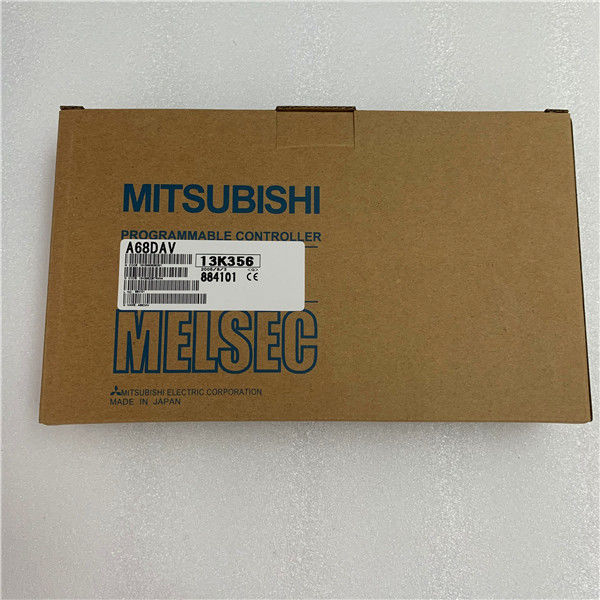 MITSUBISHI
PROGRAMMABLE CONTROLLER
A68DAV
13K356
884101 CE
MELSEC
MITSUBISHI ELECTRIC CORPORATION
MADE IN JAPAN